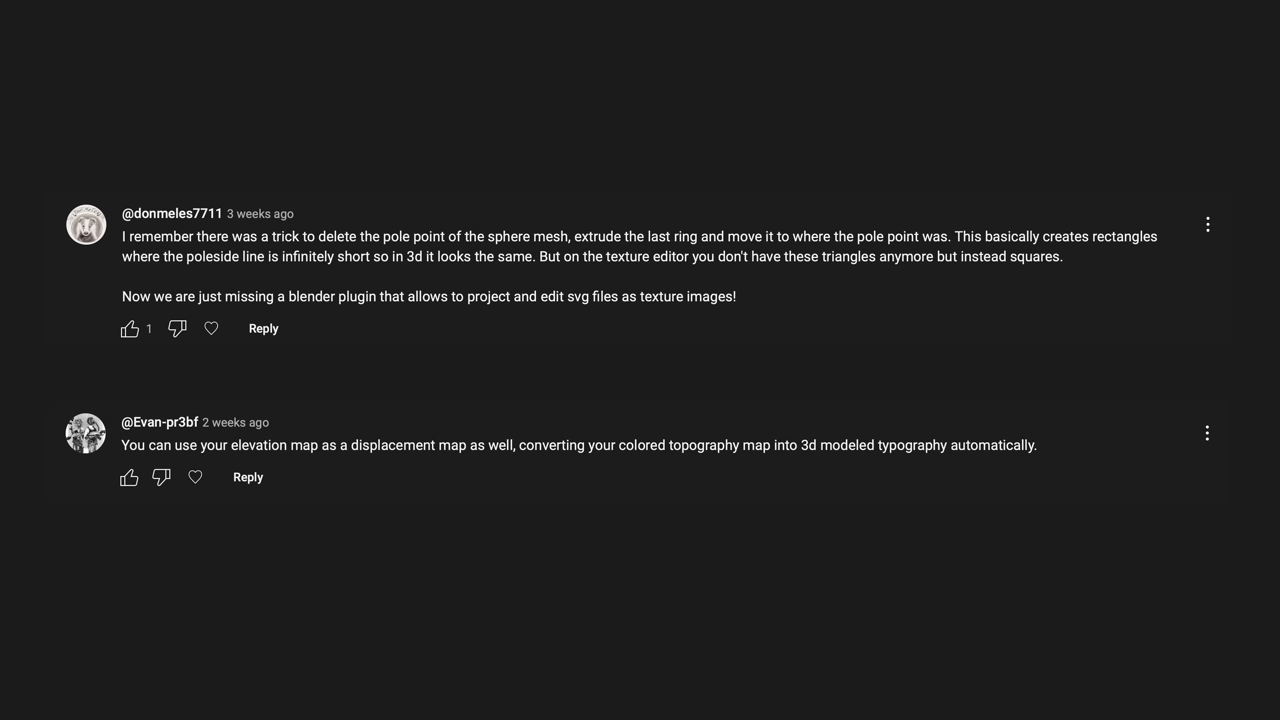 @donmeles7711 3 weeks ago
I remember there was a trick to delete the pole point of the sphere mesh, extrude the last ring and move it to where the pole point was. This basically creates rectangles
where the poleside line is infinitely short so in 3d it looks the same. But on the texture editor you don't have these triangles anymore but instead squares.
Now we are just missing a blender plugin that allows to project and edit svg files as texture images!
1 Reply
@Evan-pr3bf 2 weeks ago
You can use your elevation map as a displacement map as well, converting your colored topography map into 3d modeled typography automatically.
Reply